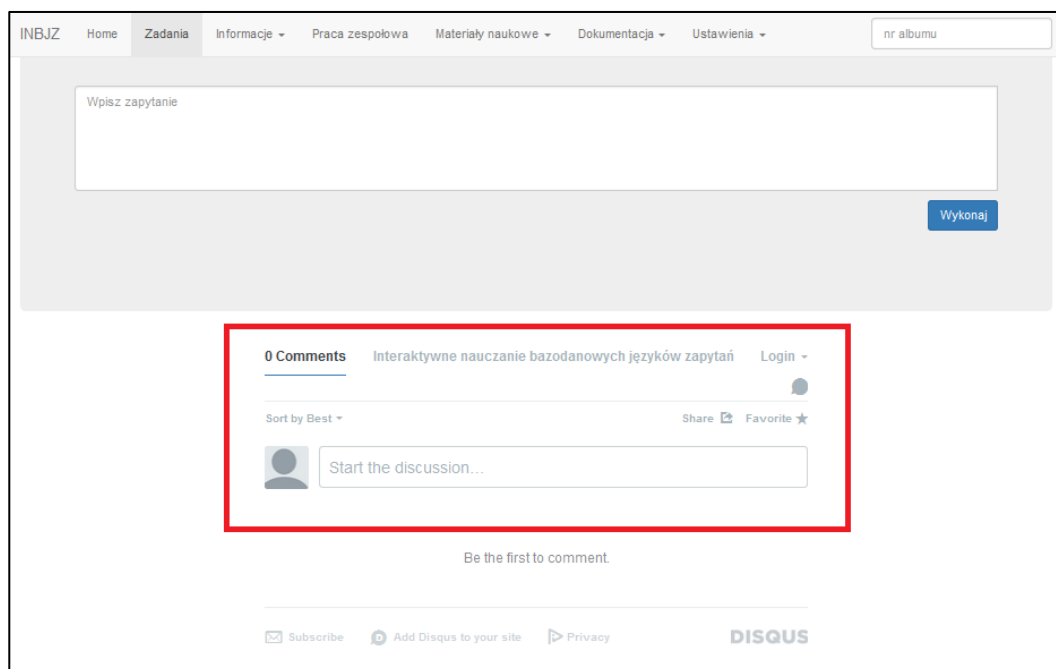 INBJZ Home Zadania Informacje Praca zespołowa Materiały naukowe Dokumentacja Ustawienia nr albumu
Wpisz zapytanie
Wykonaj
0 Comments Interaktywne nauczanie bazodanowych języków zapytań Login
Sort by Best Share Favorite
Start the discussion...
Be the first to comment.
Subscribe Add Disqus to your site Privacy DISQUS